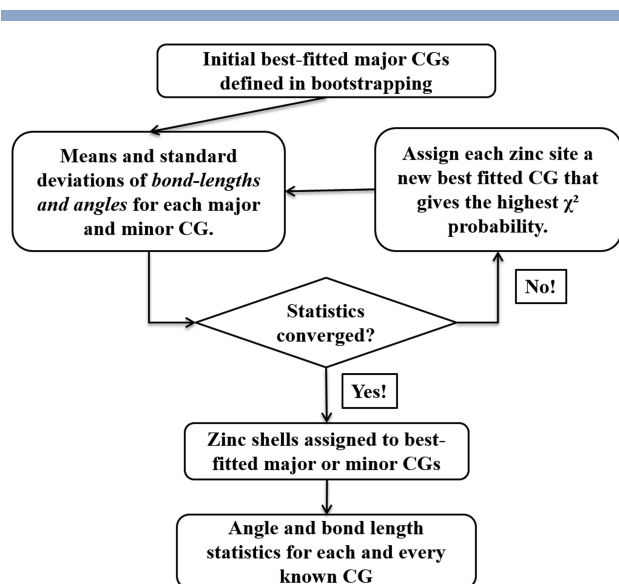 Initial best-fitted major CGs
defined in bootstrapping
Means and standard
deviations of bond-lengths
and angles for each major
and minor CG.
Assign each zinc site a
new best fitted CG that
gives the highest χ²
probability.
Statistics
converged?
No!
Yes!
Zinc shells assigned to best-
fitted major or minor CGs
Angle and bond length
statistics for each and every
known CG